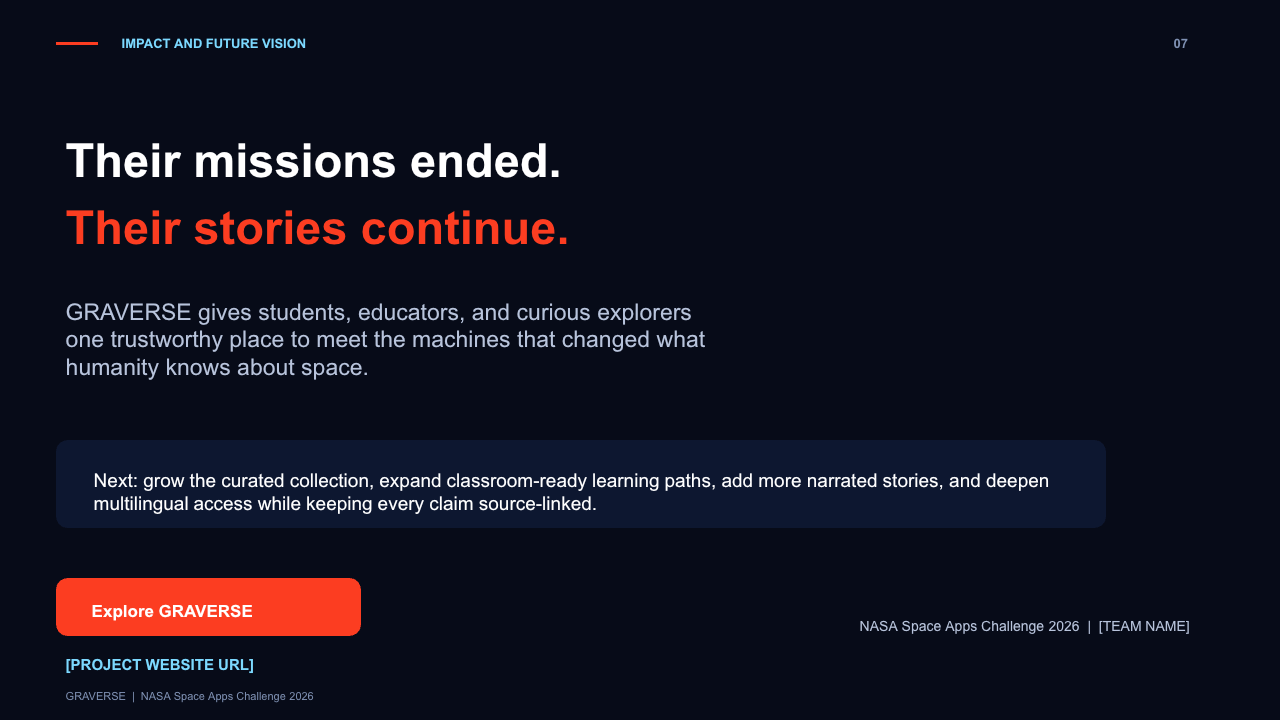 IMPACT AND FUTURE VISION
07
Their missions ended.
Their stories continue.
GRAVERSE gives students, educators, and curious explorers
one trustworthy place to meet the machines that changed what
humanity knows about space.
Next: grow the curated collection, expand classroom-ready learning paths, add more narrated stories, and deepen
multilingual access while keeping every claim source-linked.
Explore GRAVERSE
NASA Space Apps Challenge 2026 | [TEAM NAME]
[PROJECT WEBSITE URL]
GRAVERSE | NASA Space Apps Challenge 2026